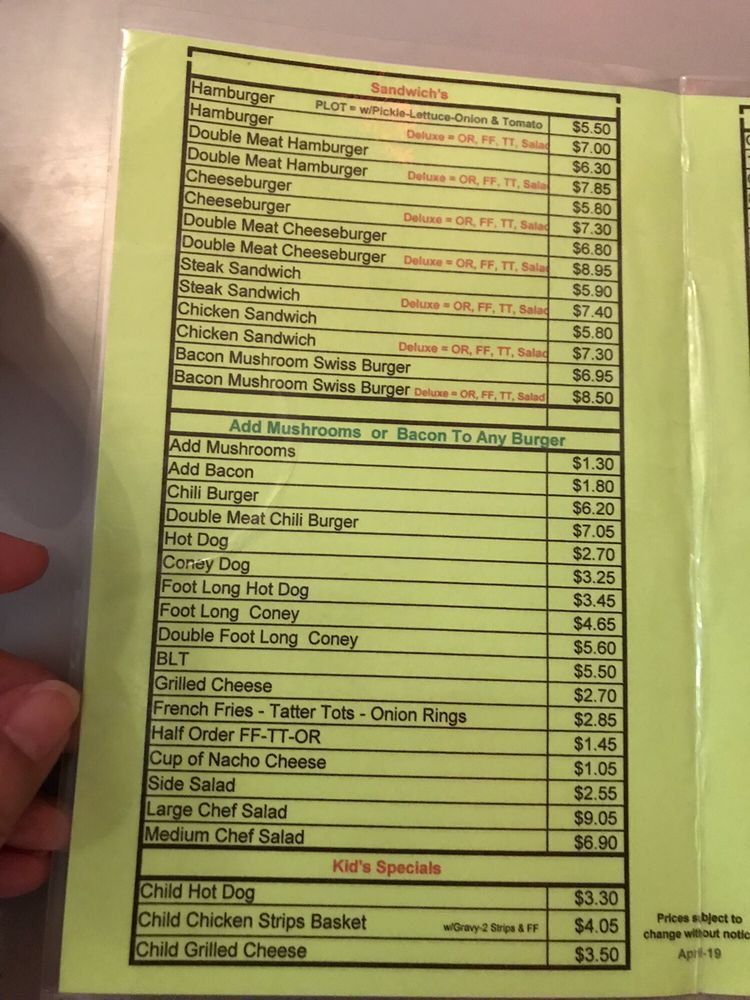 Sandwich's
Hamburger PLOT = w/Pickle-Lettuce-Onion & Tomato $5.50
Hamburger Deluxe = OR, FF, TT, Salad $7.00
Double Meat Hamburger $6.30
Double Meat Hamburger Deluxe = OR, FF, TT, Sala $7.85
Cheeseburger $5.80
Cheeseburger Deluxe = OR, FF, TT, Salad $7.30
Double Meat Cheeseburger $6.80
Double Meat Cheeseburger Deluxe = OR, FF, TT, Salad $8.95
Steak Sandwich $5.90
Steak Sandwich Deluxe = OR, FF, TT, Salad $7.40
Chicken Sandwich $5.80
Chicken Sandwich Deluxe = OR, FF, TT, Salad $7.30
Bacon Mushroom Swiss Burger $6.95
Bacon Mushroom Swiss Burger Deluxe = OR, FF, TT, Salad $8.50
Add Mushrooms or Bacon To Any Burger
Add Mushrooms $1.30
Add Bacon $1.80
Chili Burger $6.20
Double Meat Chili Burger $7.05
Hot Dog $2.70
Coney Dog $3.25
Foot Long Hot Dog $3.45
Foot Long Coney $4.65
Double Foot Long Coney $5.60
BLT $5.50
Grilled Cheese $2.70
French Fries - Tatter Tots - Onion Rings $2.85
Half Order FF-TT-OR $1.45
Cup of Nacho Cheese $1.05
Side Salad $2.55
Large Chef Salad $9.05
Medium Chef Salad $6.90
Kid's Specials
Child Hot Dog $3.30
Child Chicken Strips Basket w/Gravy-2 Strips & FF $4.05
Child Grilled Cheese $3.50
Prices subject to
change without notic
April-19